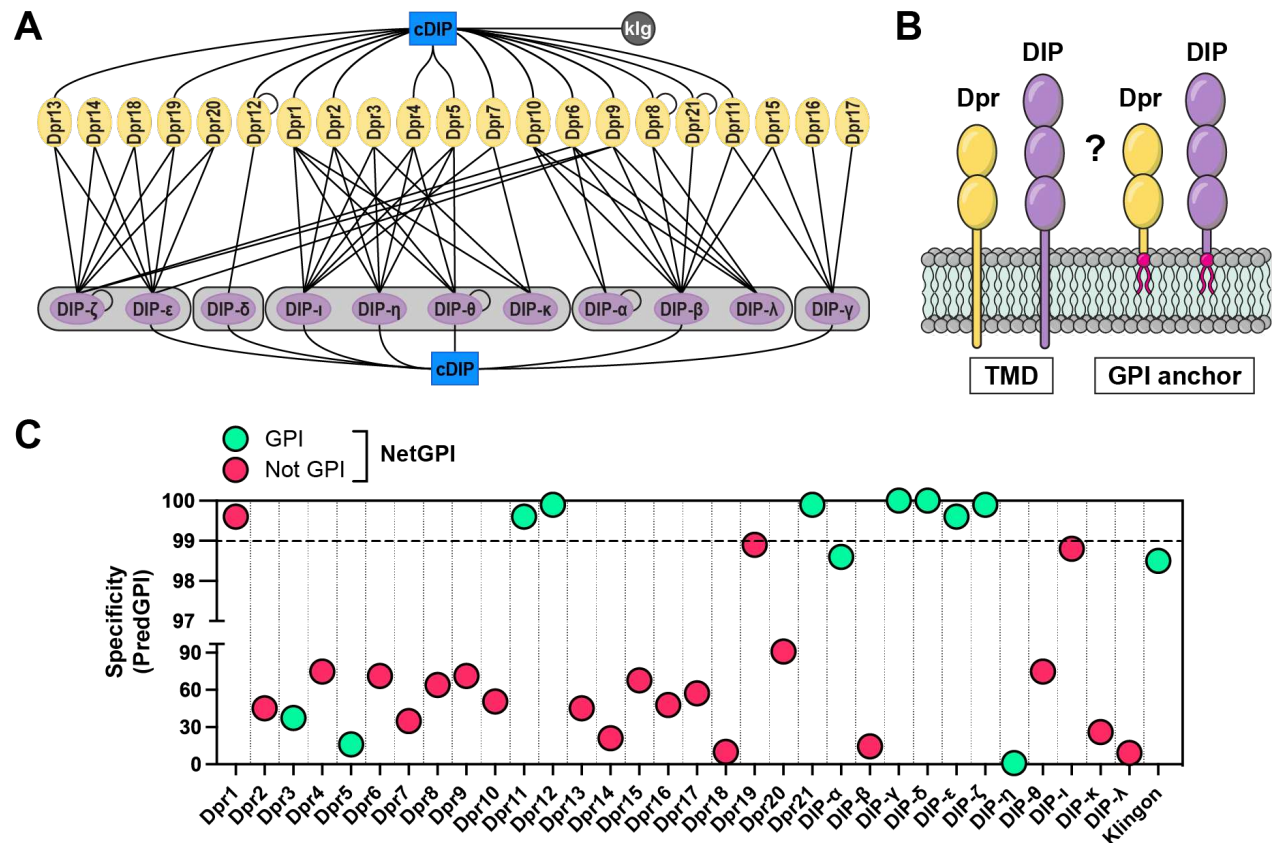 A
cDIP
klg
Dpr13
Dpr14
Dpr18
Dpr19
Dpr20
Dpr12
Dpr1
Dpr2
Dpr3
Dpr4
Dpr5
Dpr7
Dpr10
Dpr6
Dpr9
Dpr8
Dpr21
Dpr11
Dpr15
Dpr16
Dpr17
DIP-ζ
DIP-ε
DIP-δ
DIP-ι
DIP-η
DIP-θ
DIP-κ
DIP-α
DIP-β
DIP-λ
DIP-γ
cDIP
B
Dpr
DIP
?
Dpr
DIP
TMD
GPI anchor
C
GPI
Not GPI
NetGPI
Specificity
(PredGPI)
100
99
98
97
90
60
30
0
Dpr1
Dpr2
Dpr3
Dpr4
Dpr5
Dpr6
Dpr7
Dpr8
Dpr9
Dpr10
Dpr11
Dpr12
Dpr13
Dpr14
Dpr15
Dpr16
Dpr17
Dpr18
Dpr19
Dpr20
Dpr21
DIP-α
DIP-β
DIP-γ
DIP-δ
DIP-ε
DIP-ζ
DIP-η
DIP-θ
DIP-ι
DIP-κ
DIP-λ
Klingon